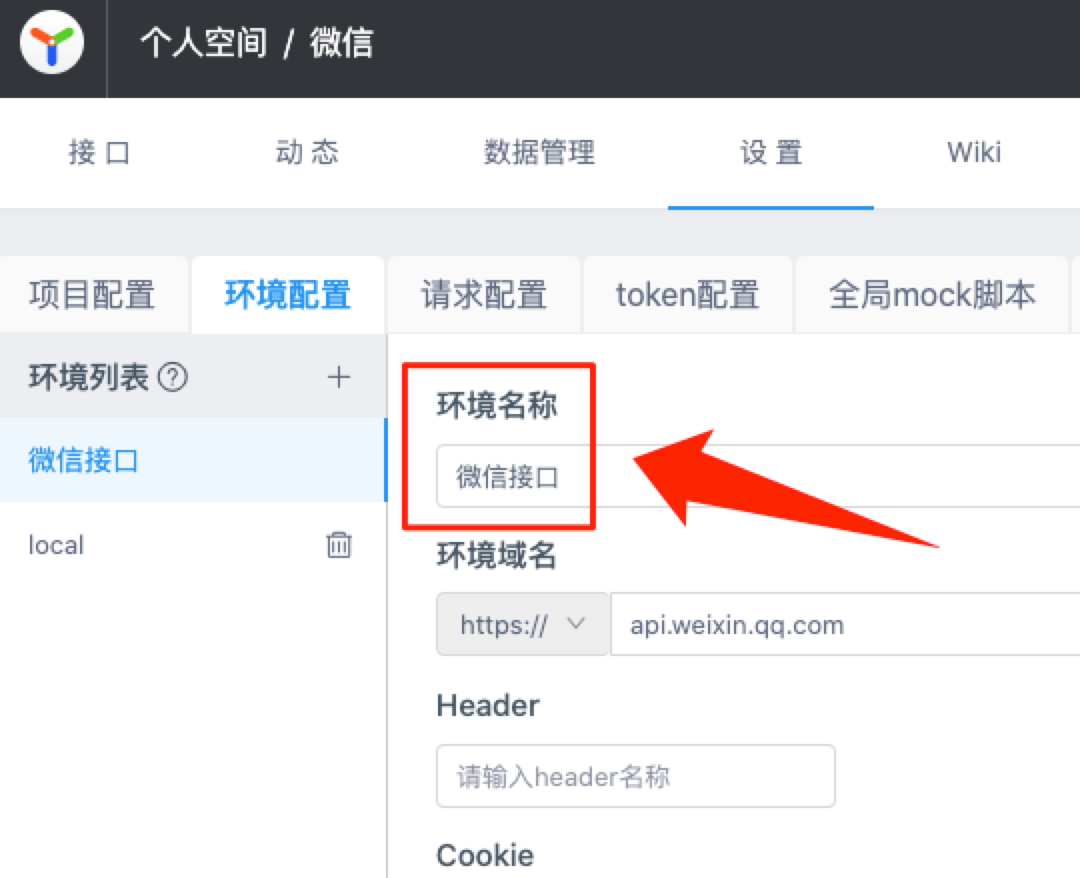 个人空间 / 微信
接口 动态 数据管理 设置 Wiki
项目配置 环境配置 请求配置 token配置 全局mock脚本
环境列表 ? +
微信接口
local
环境名称
微信接口
环境域名
https:// api.weixin.qq.com
Header
请输入header名称
Cookie